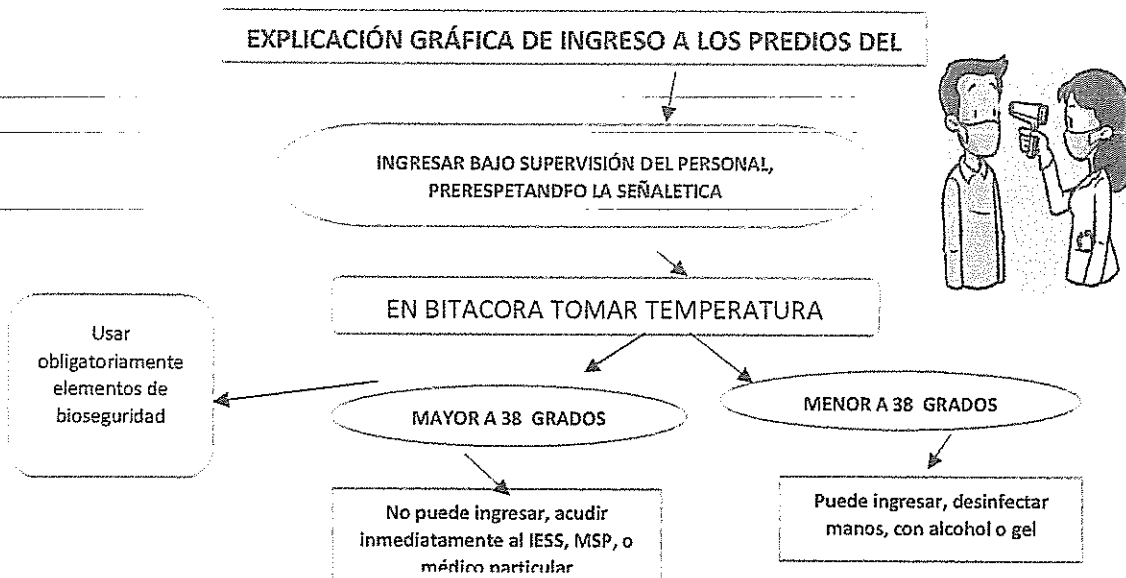 EXPLICACIÓN GRÁFICA DE INGRESO A LOS PREDIOS DEL
INGRESAR BAJO SUPERVISIÓN DEL PERSONAL,
PRERESPETANDFO LA SEÑALETICA
EN BITACORA TOMAR TEMPERATURA
Usar
obligatoriamente
elementos de
bioseguridad
MAYOR A 38 GRADOS
MENOR A 38 GRADOS
No puede ingresar, acudir
inmediatamente al IESS, MSP, o
médico particular
Puede ingresar, desinfectar
manos, con alcohol o gel